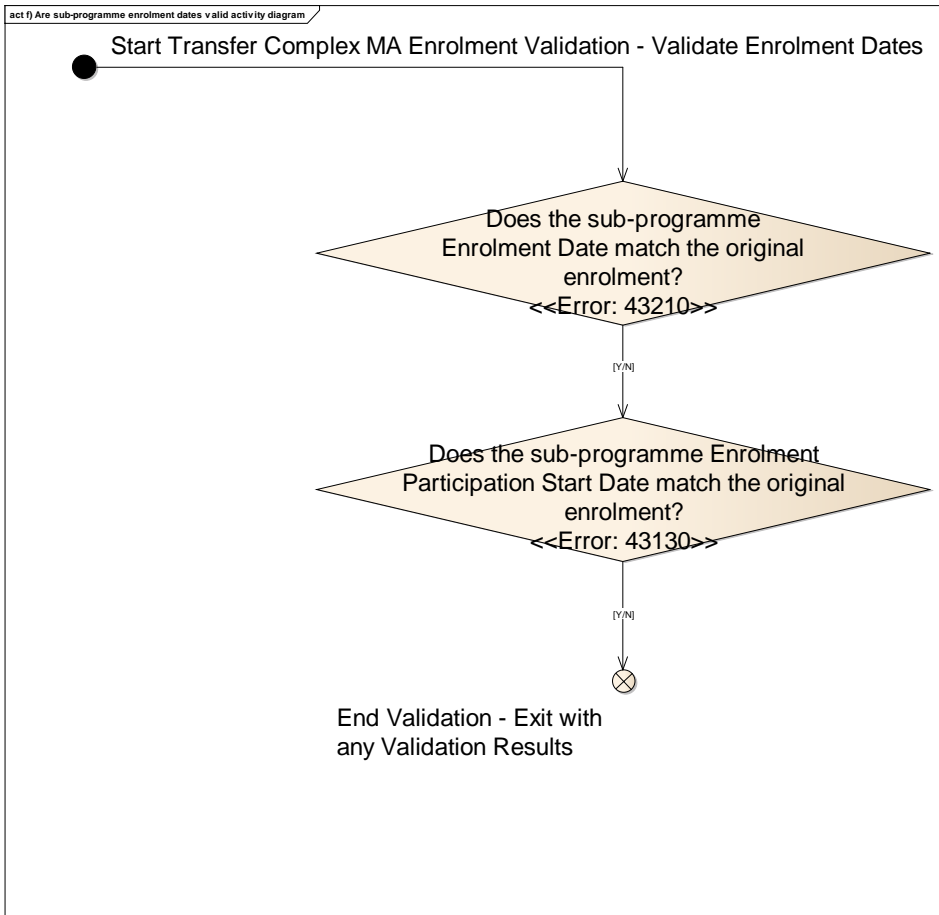 act f) Are sub-programme enrolment dates valid activity diagram
Start Transfer Complex MA Enrolment Validation - Validate Enrolment Dates
Does the sub-programme
Enrolment Date match the original
enrolment?
<<Error: 43210>>
[Y/N]
Does the sub-programme Enrolment
Participation Start Date match the original
enrolment?
<<Error: 43130>>
[Y/N]
End Validation - Exit with
any Validation Results